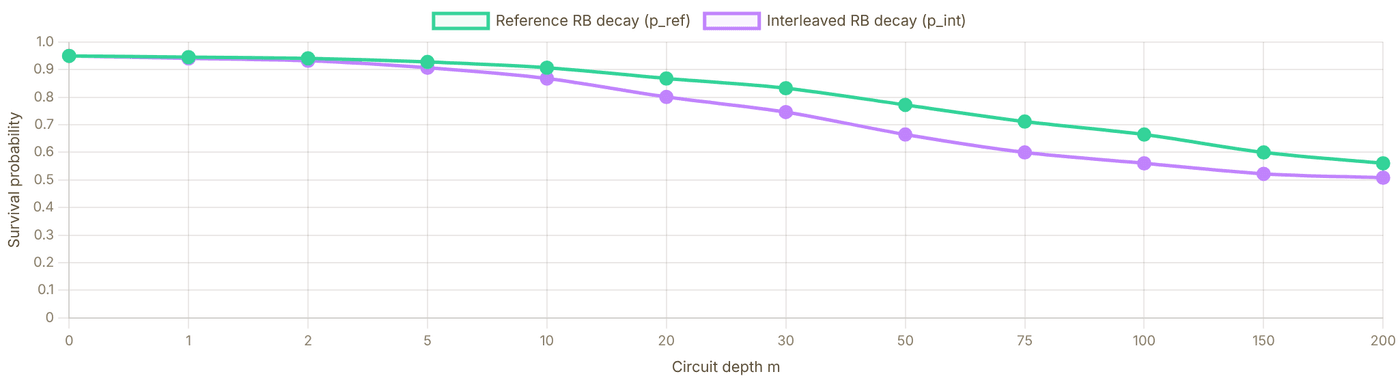 Reference RB decay (p_ref) Interleaved RB decay (p_int)
1.0
0.9
0.8
0.7
0.6
0.5
0.4
0.3
0.2
0.1
0
Survival probability
0 1 2 5 10 20 30 50 75 100 150 200
Circuit depth m